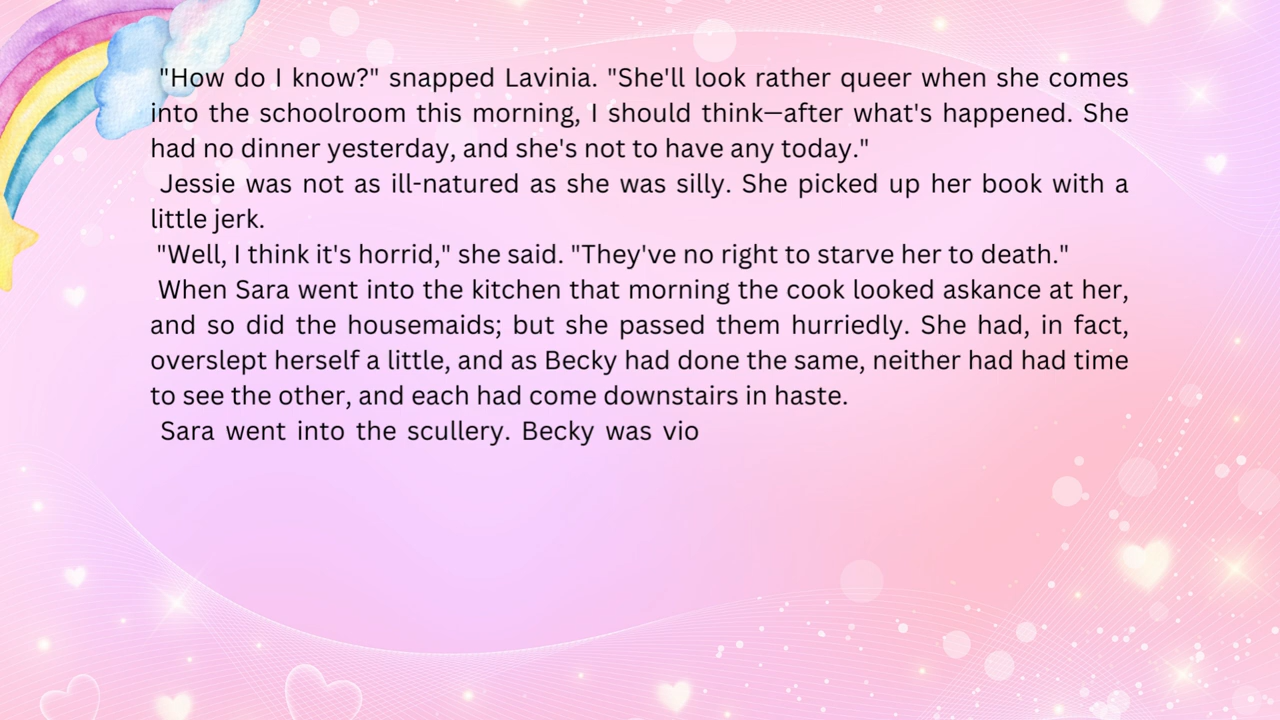 "How do I know?" snapped Lavinia. "She'll look rather queer when she comes
into the schoolroom this morning, I should think—after what's happened. She
had no dinner yesterday, and she's not to have any today."
Jessie was not as ill-natured as she was silly. She picked up her book with a
little jerk.
"Well, I think it's horrid," she said. "They've no right to starve her to death."
When Sara went into the kitchen that morning the cook looked askance at her,
and so did the housemaids; but she passed them hurriedly. She had, in fact,
overslept herself a little, and as Becky had done the same, neither had had time
to see the other, and each had come downstairs in haste.
Sara went into the scullery. Becky was vio